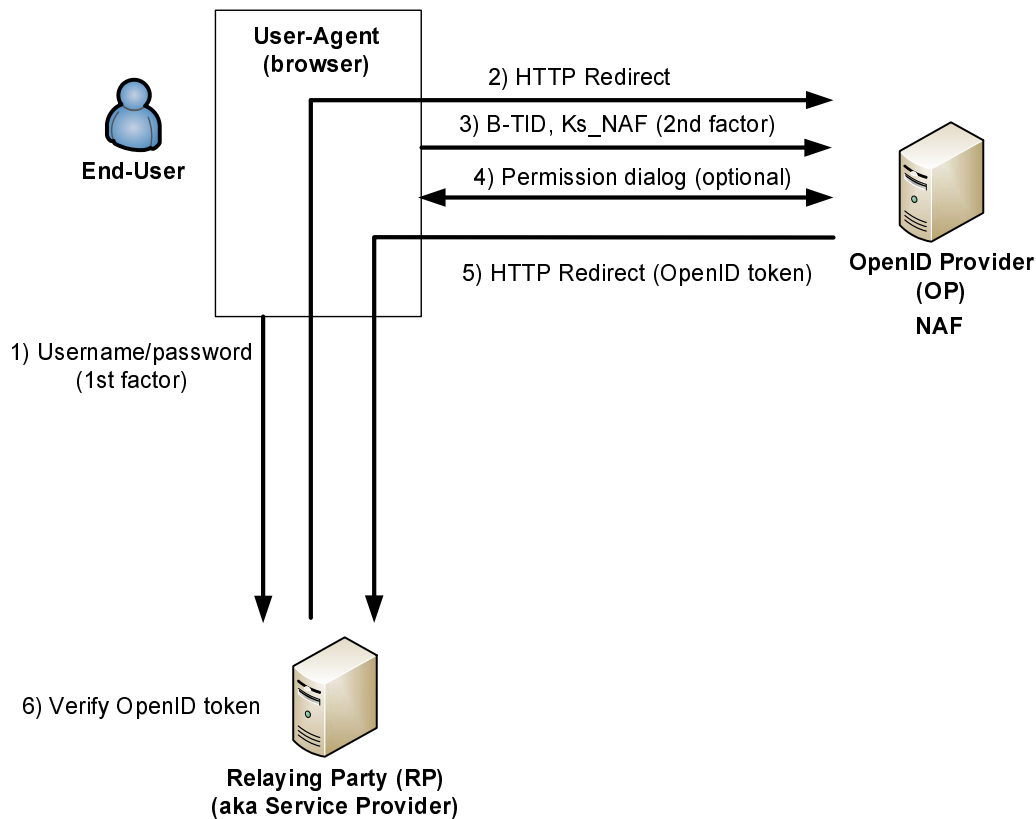 User-Agent
(browser)
2) HTTP Redirect
3) B-TID, Ks_NAF (2nd factor)
End-User
4) Permission dialog (optional)
5) HTTP Redirect (OpenID token)
OpenID Provider
(OP)
NAF
1) Username/password
(1st factor)
6) Verify OpenID token
Relaying Party (RP)
(aka Service Provider)